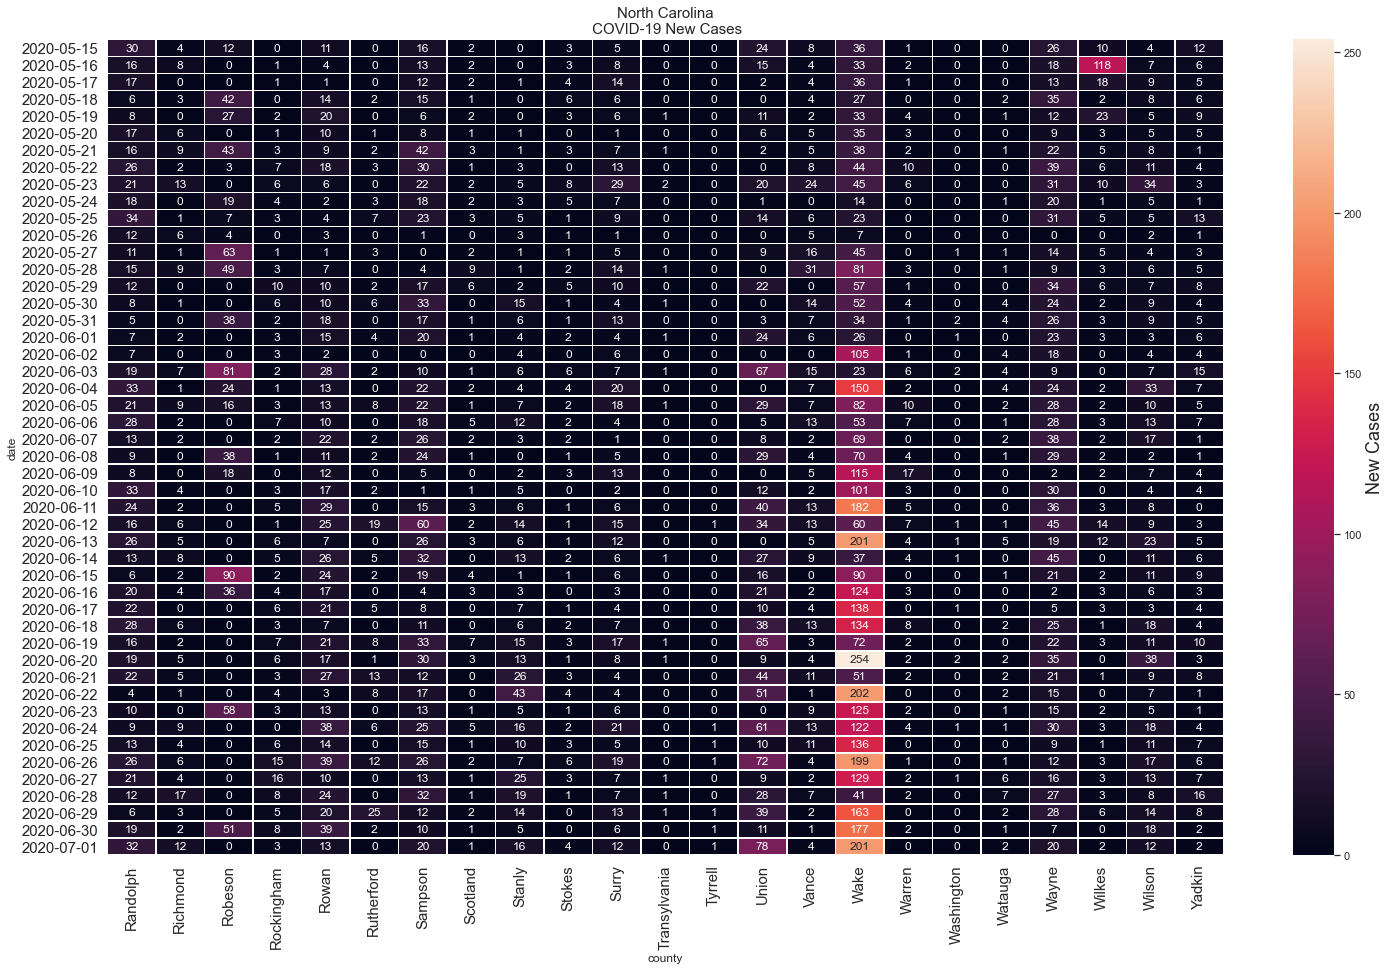 North Carolina
COVID-19 New Cases
2020-05-15 30 4 12 0 11 0 16 2 0 3 5 0 0 24 8 36 1 0 0 26 10 4 12
2020-05-16 16 8 0 1 4 0 13 2 0 3 8 0 0 15 4 33 2 0 0 18 118 7 6
2020-05-17 17 0 0 1 1 0 12 2 1 4 14 0 0 2 4 36 1 0 0 13 18 9 5
2020-05-18 6 3 42 0 14 2 15 1 0 6 6 0 0 0 4 27 0 0 2 35 2 8 6
2020-05-19 8 0 27 2 20 0 6 2 0 3 6 1 0 11 2 33 4 0 1 12 23 5 9
2020-05-20 17 6 0 1 10 1 8 1 1 0 1 0 0 6 5 35 3 0 0 9 3 5 5
2020-05-21 16 9 43 3 9 2 42 3 1 3 7 1 0 2 5 38 2 0 1 22 5 8 1
2020-05-22 26 2 3 7 18 3 30 1 3 0 13 0 0 0 8 44 10 0 0 39 6 11 4
2020-05-23 21 13 0 6 6 0 22 2 5 8 29 2 0 20 24 45 6 0 0 31 10 34 3
2020-05-24 18 0 19 4 2 3 18 2 3 5 7 0 0 1 0 14 0 0 1 20 1 5 1
2020-05-25 34 1 7 3 4 7 23 3 5 1 9 0 0 14 6 23 0 0 0 31 5 5 13
2020-05-26 12 6 4 0 3 0 1 0 3 1 1 0 0 0 5 7 0 0 0 0 0 2 1
2020-05-27 11 1 63 1 1 3 0 2 1 1 5 0 0 9 16 45 0 1 1 14 5 4 3
2020-05-28 15 9 49 3 7 0 4 9 1 2 14 1 0 0 31 81 3 0 1 9 3 6 5
2020-05-29 12 0 0 10 10 2 17 6 2 5 10 0 0 22 0 57 1 0 0 34 6 7 8
2020-05-30 8 1 0 6 10 6 33 0 15 1 4 1 0 0 14 52 4 0 4 24 2 9 4
2020-05-31 5 0 38 2 18 0 17 1 6 1 13 0 0 3 7 34 1 2 4 26 3 9 5
2020-06-01 7 2 0 3 15 4 20 1 4 2 4 1 0 24 6 26 0 1 0 23 3 3 6
2020-06-02 7 0 0 3 2 0 0 0 4 0 6 0 0 0 0 105 1 0 4 18 0 4 4
2020-06-03 19 7 81 2 28 2 10 1 6 6 7 1 0 67 15 23 6 2 4 9 0 7 15
2020-06-04 33 1 24 1 13 0 22 2 4 4 20 0 0 0 7 150 2 0 4 24 2 33 7
2020-06-05 21 9 16 3 13 8 22 1 7 2 18 1 0 29 7 82 10 0 2 28 2 10 5
2020-06-06 28 2 0 7 10 0 18 5 12 2 4 0 0 5 13 53 7 0 1 28 3 13 7
2020-06-07 13 2 0 2 22 2 26 2 3 2 1 0 0 8 2 69 0 0 2 38 2 17 1
2020-06-08 9 0 38 1 11 2 24 1 0 1 5 0 0 29 4 70 4 0 1 29 2 2 1
2020-06-09 8 0 18 0 12 0 5 0 2 3 13 0 0 0 5 115 17 0 0 2 2 7 4
2020-06-10 33 4 0 3 17 2 1 1 5 0 2 0 0 12 2 101 3 0 0 30 0 4 4
2020-06-11 24 2 0 5 29 0 15 3 6 1 6 0 0 40 13 182 5 0 0 36 3 8 0
2020-06-12 16 6 0 1 25 19 60 2 14 1 15 0 1 34 13 60 7 1 1 45 14 9 3
2020-06-13 26 5 0 6 7 0 26 3 6 1 12 0 0 0 5 201 4 1 5 19 12 23 5
2020-06-14 13 8 0 5 26 5 32 0 13 2 6 1 0 27 9 37 4 1 0 45 0 11 6
2020-06-15 6 2 90 2 24 2 19 4 1 1 6 0 0 16 0 90 0 0 1 21 2 11 9
2020-06-16 20 4 36 4 17 0 4 3 3 0 3 0 0 21 2 124 3 0 0 2 3 6 3
2020-06-17 22 0 0 6 21 5 8 0 7 1 4 0 0 10 4 138 0 1 0 5 3 3 4
2020-06-18 28 6 0 3 7 0 11 0 6 2 7 0 0 38 13 134 8 0 2 25 1 18 4
2020-06-19 16 2 0 7 21 8 33 7 15 3 17 1 0 65 3 72 2 0 0 22 3 11 10
2020-06-20 19 5 0 6 17 1 30 3 13 1 8 1 0 9 4 254 2 2 2 35 0 38 3
2020-06-21 22 5 0 3 27 13 12 0 26 3 4 0 0 44 11 51 2 0 2 21 1 9 8
2020-06-22 4 1 0 4 3 8 17 0 43 4 4 0 0 51 1 202 0 0 2 15 0 7 1
2020-06-23 10 0 58 3 13 0 13 1 5 1 6 0 0 0 9 125 2 0 1 15 2 5 1
2020-06-24 9 9 0 0 38 6 25 5 16 2 21 0 1 61 13 122 4 1 1 30 3 18 4
2020-06-25 13 4 0 6 14 0 15 1 10 3 5 0 1 10 11 136 0 0 0 9 1 11 7
2020-06-26 26 6 0 15 39 12 26 2 7 6 19 0 1 72 4 199 1 0 1 12 3 17 6
2020-06-27 21 4 0 16 10 0 13 1 25 3 7 1 0 9 2 129 2 1 6 16 3 13 7
2020-06-28 12 17 0 8 24 0 32 1 19 1 7 1 0 28 7 41 2 0 7 27 3 8 16
2020-06-29 6 3 0 5 20 25 12 2 14 0 13 1 1 39 2 163 0 0 2 28 6 14 8
2020-06-30 19 2 51 8 39 2 10 1 5 0 6 0 1 11 1 177 2 0 1 7 0 18 2
2020-07-01 32 12 0 3 13 0 20 1 16 4 12 0 1 78 4 201 0 0 2 20 2 12 2
Randolph Richmond Robeson Rockingham Rowan Rutherford Sampson Scotland Stanly Stokes Surry Transylvania Tyrrell Union Vance Wake Warren Washington Watauga Wayne Wilkes Wilson Yadkin
county
date
250
200
150
100
50
0
New Cases